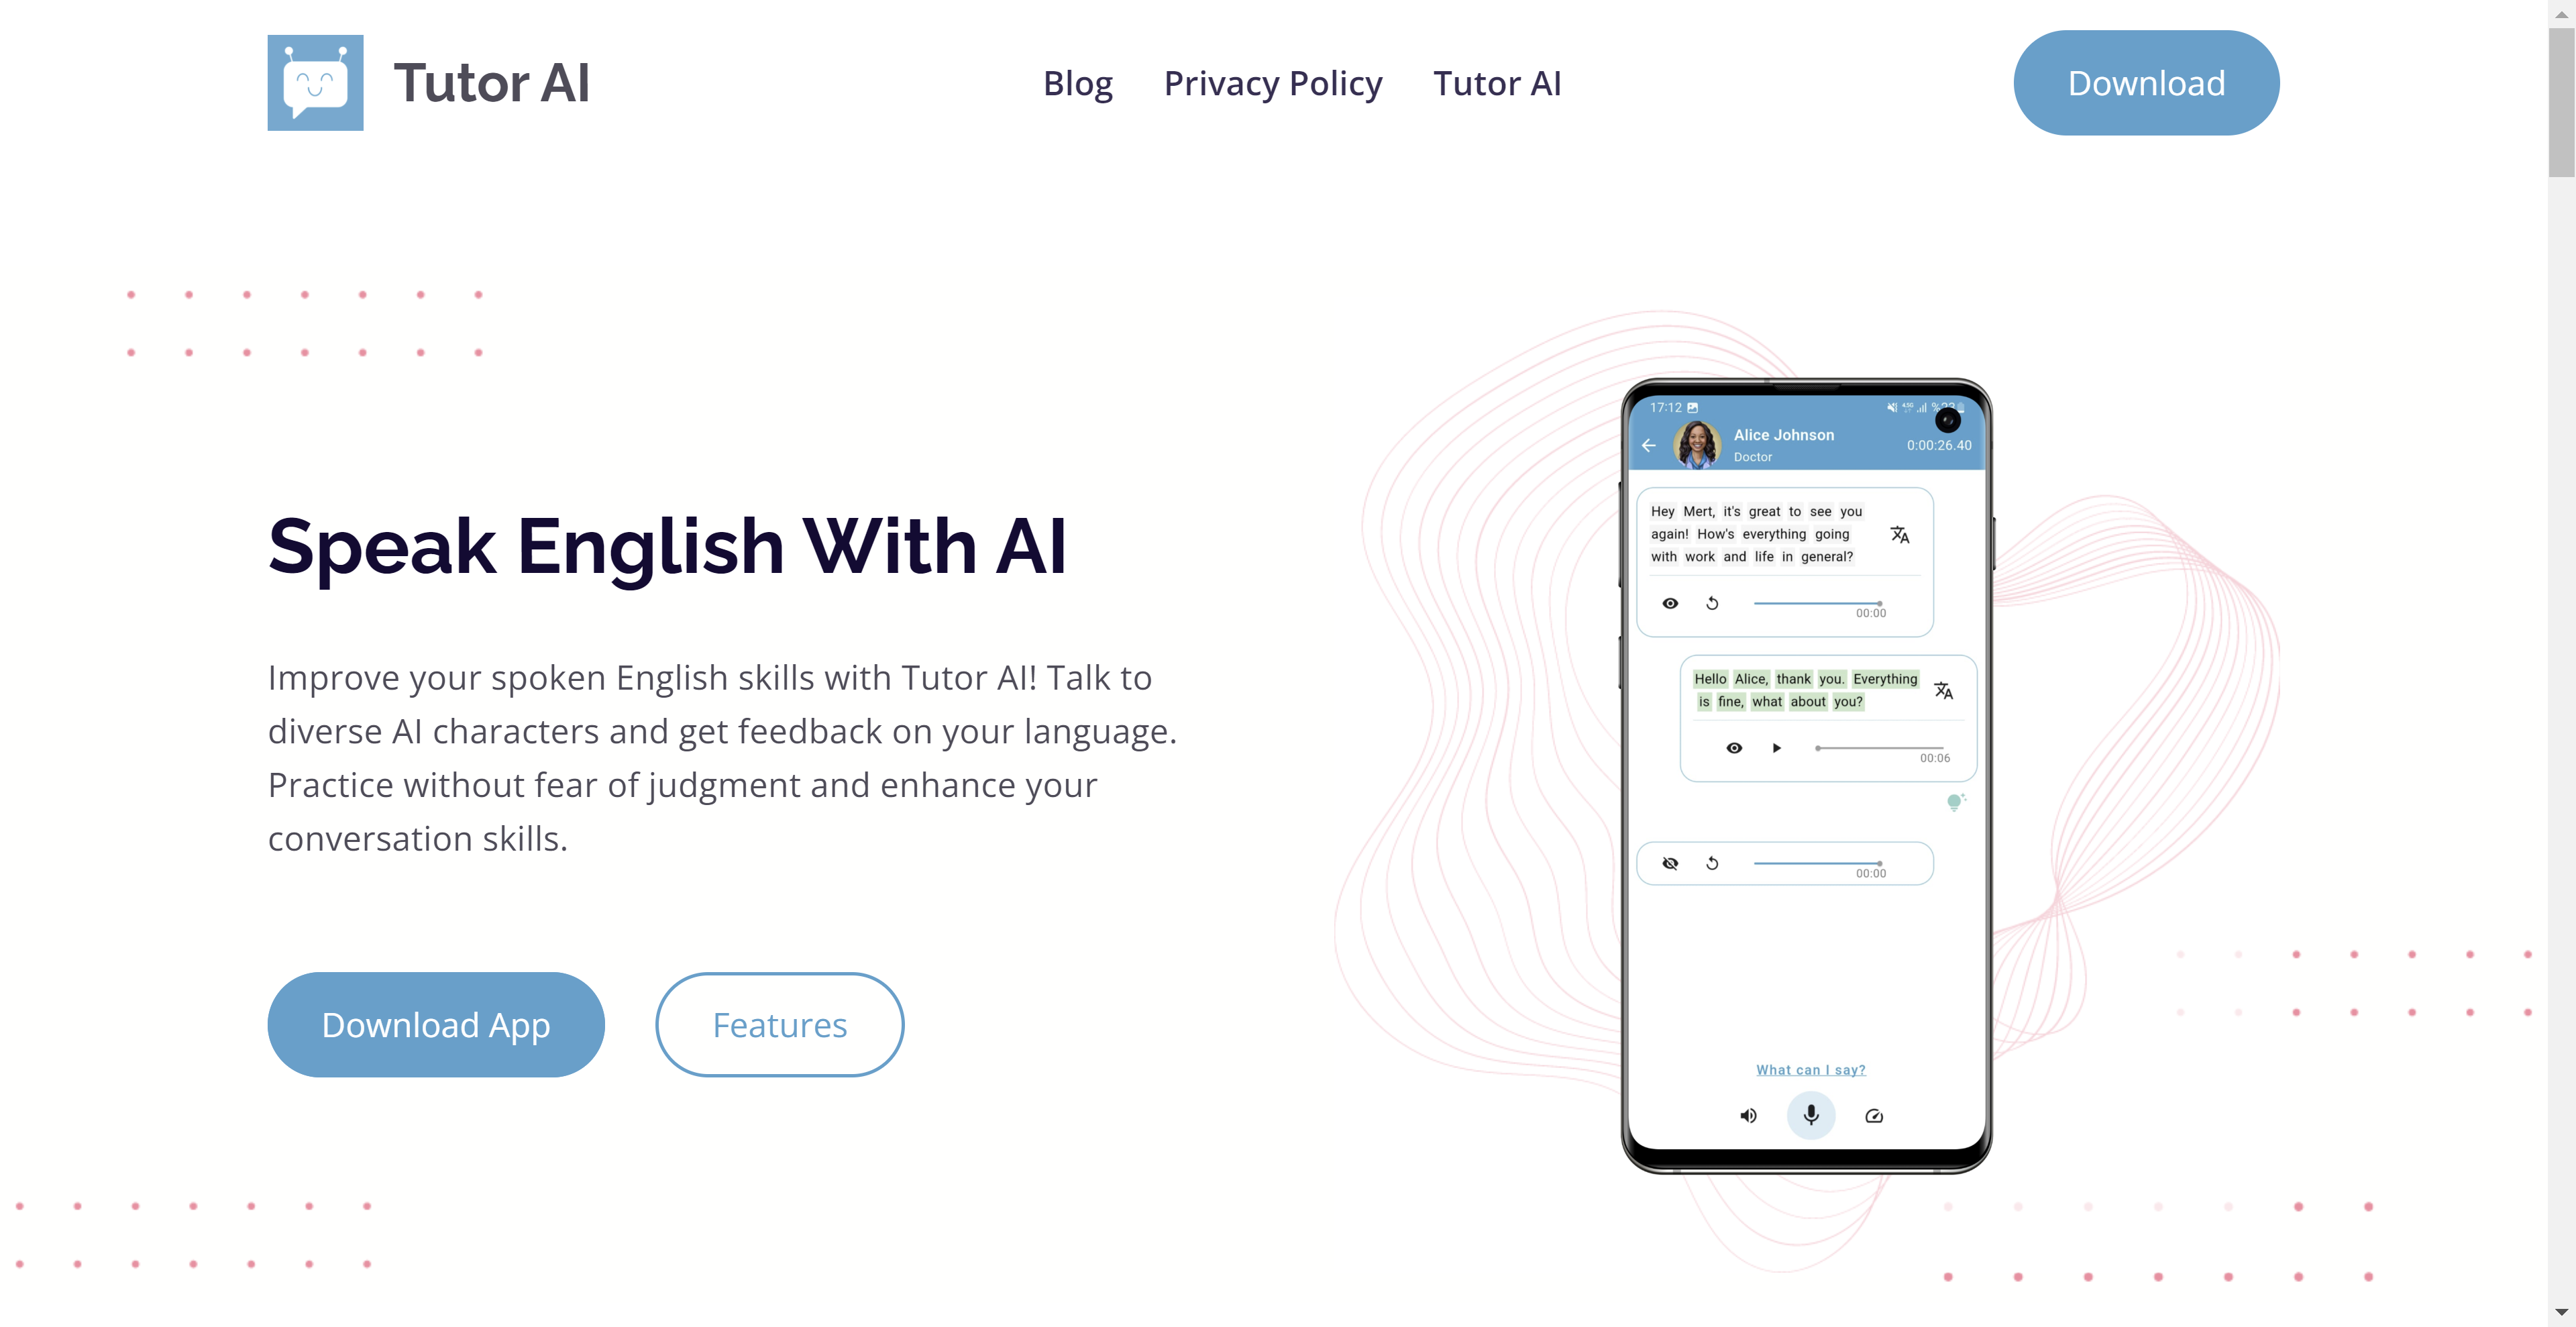 Tutor AI
Blog
Privacy Policy
Tutor AI
Download
Speak English With AI
Improve your spoken English skills with Tutor AI! Talk to
diverse AI characters and get feedback on your language.
Practice without fear of judgment and enhance your
conversation skills.
Download App
Features
17:12
Alice Johnson
Doctor
0:00:26.40
Hey Mert, it's great to see you
again! How's everything going
with work and life in general?
00:00
Hello Alice, thank you. Everything
is fine, what about you?
00:06
00:00
What can I say?